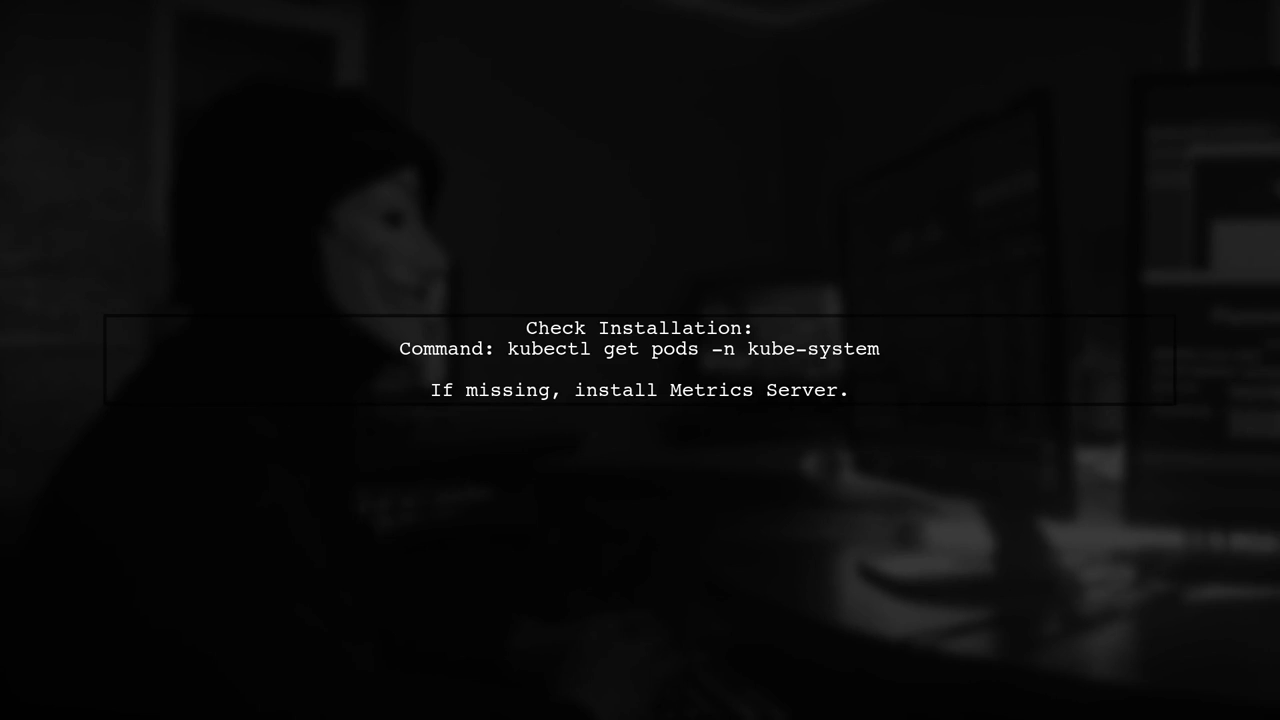 Check Installation:
Command: kubectl get pods -n kube-system
If missing, install Metrics Server.